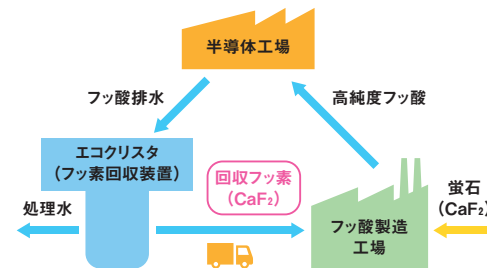 半導体工場
フッ酸排水
高純度フッ酸
エコクリスタ
(フッ素回収装置)
回収フッ素
(CaF₂)
蛍石
(CaF₂)
処理水
フッ酸製造
工場